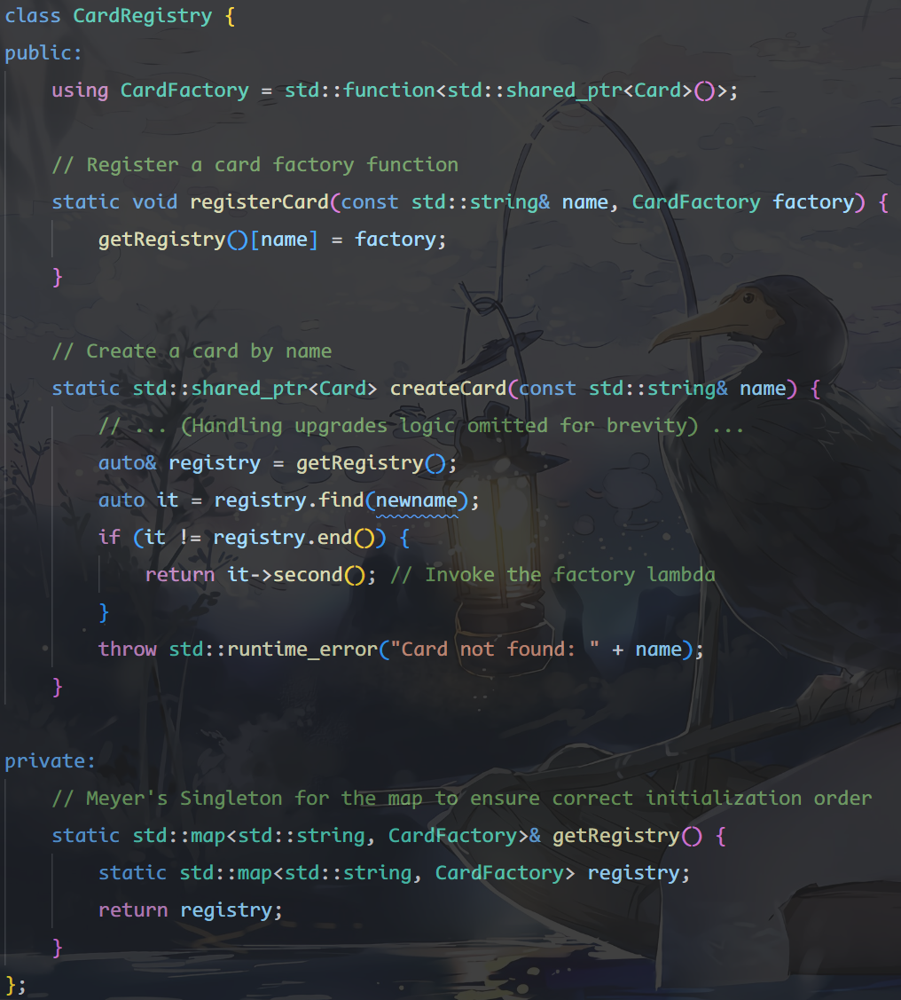 class CardRegistry {
public:
    using CardFactory = std::function<std::shared_ptr<Card>()>;
    // Register a card factory function
    static void registerCard(const std::string& name, CardFactory factory) {
        getRegistry()[name] = factory;
    }
    // Create a card by name
    static std::shared_ptr<Card> createCard(const std::string& name) {
        // ... (Handling upgrades logic omitted for brevity) ...
        auto& registry = getRegistry();
        auto it = registry.find(newname);
        if (it != registry.end()) {
            return it->second(); // Invoke the factory lambda
        }
        throw std::runtime_error("Card not found: " + name);
    }
private:
    // Meyer's Singleton for the map to ensure correct initialization order
    static std::map<std::string, CardFactory>& getRegistry() {
        static std::map<std::string, CardFactory> registry;
        return registry;
    }
};